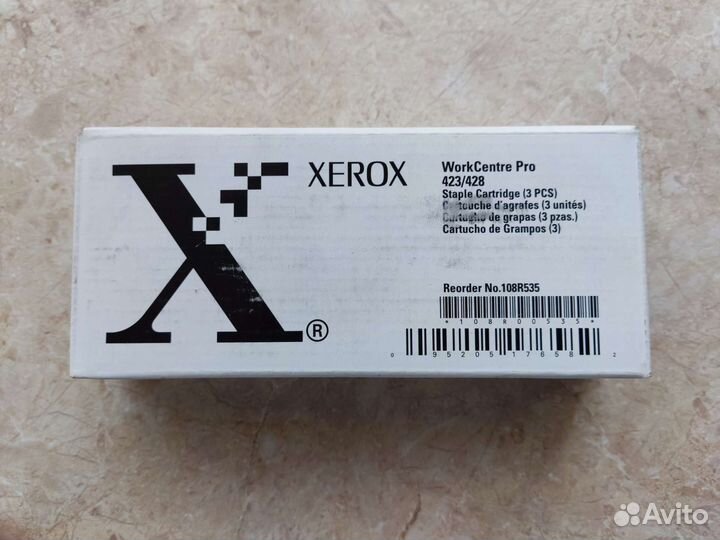 XEROX
X®
WorkCentre Pro
423/428
Staple Cartridge (3 PCS)
Cartouche d'agrafes (3 unités)
Cartucho de grapas (3 pzas.)
Cartucho de Grampos (3)
Reorder No.108R535
*108R00535*
0 95205 17658 2
Avito